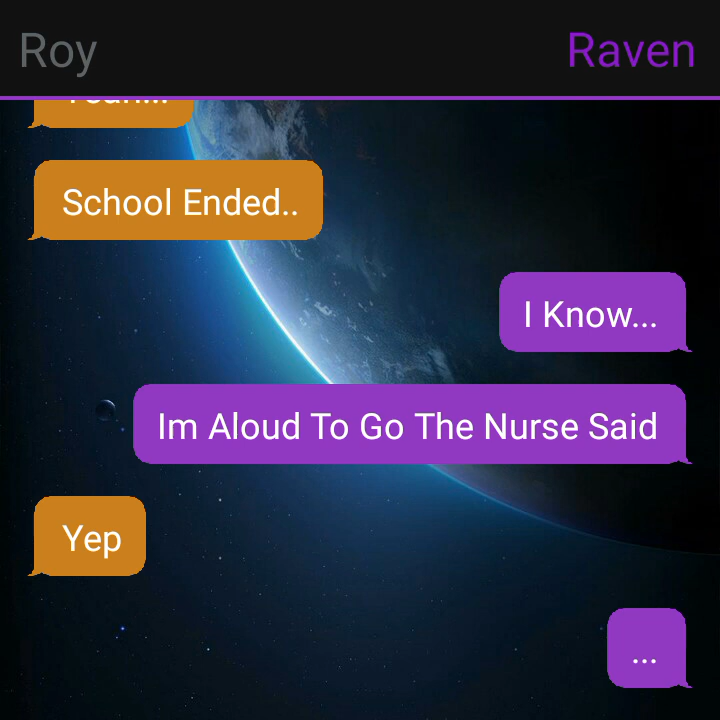 Roy
Raven
School Ended..
I Know...
Im Aloud To Go The Nurse Said
Yep
...